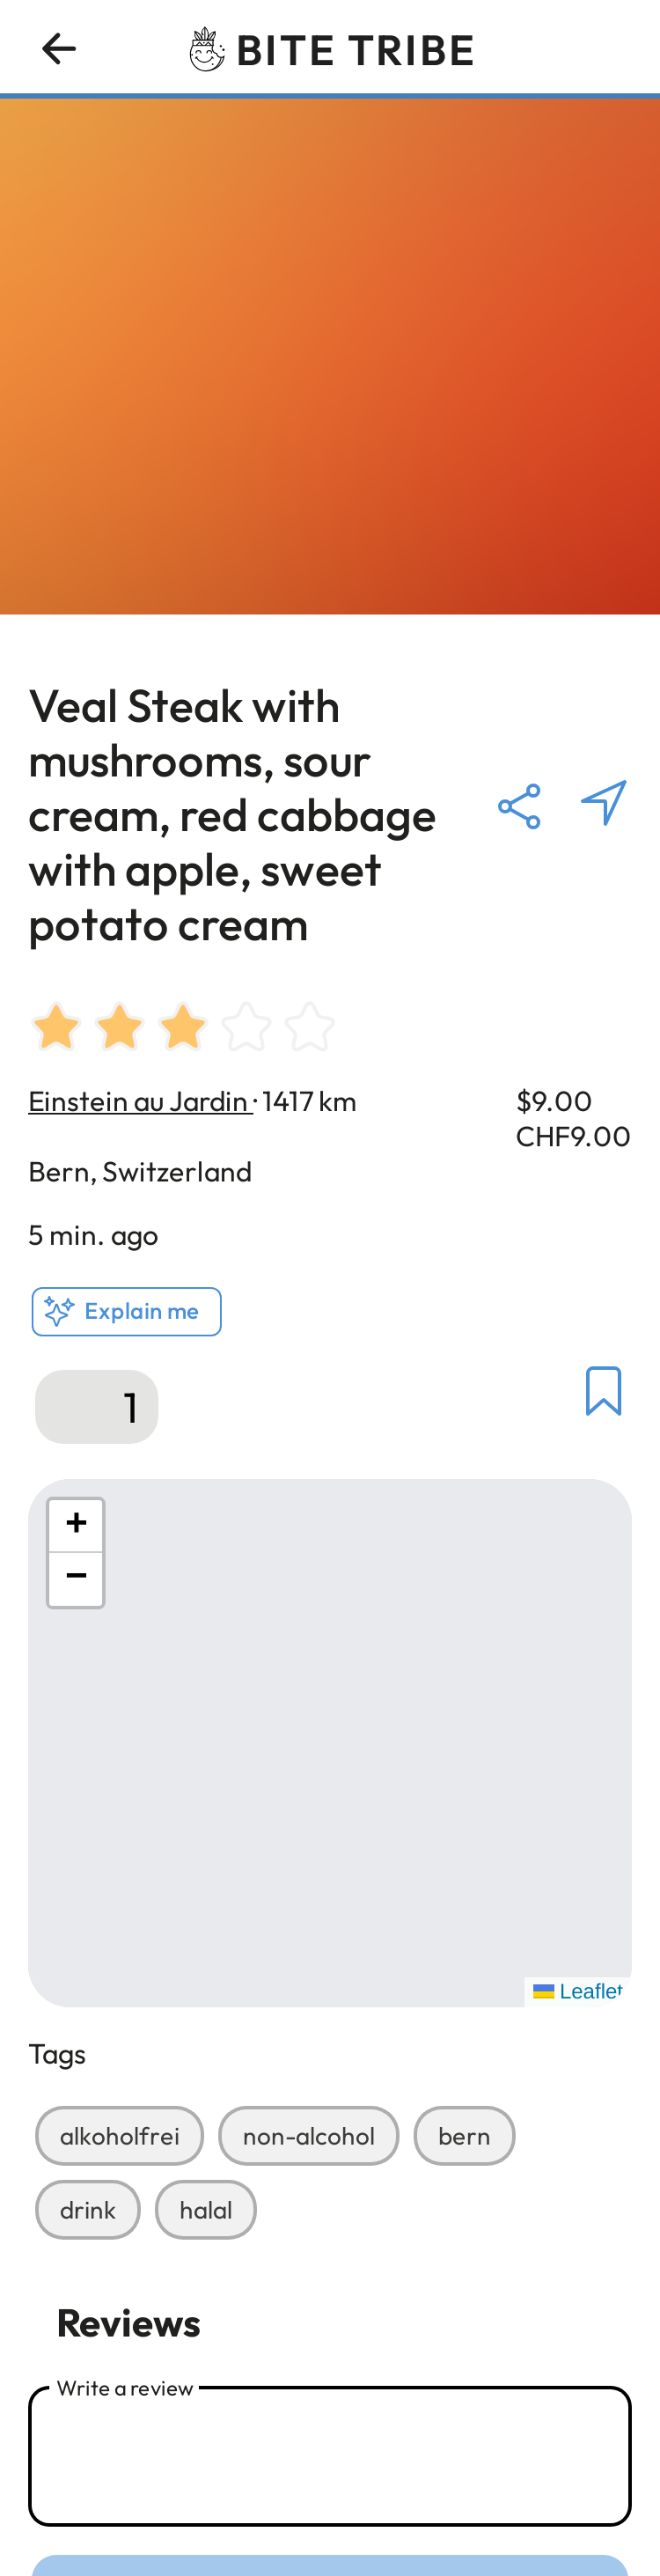 BITE TRIBE
Veal Steak with
mushrooms, sour
cream, red cabbage
with apple, sweet
potato cream
Einstein au Jardin · 1417 km
$9.00
CHF9.00
Bern, Switzerland
5 min. ago
Explain me
1
+
−
Leaflet
Tags
alkoholfrei non-alcohol bern
drink halal
Reviews
Write a review